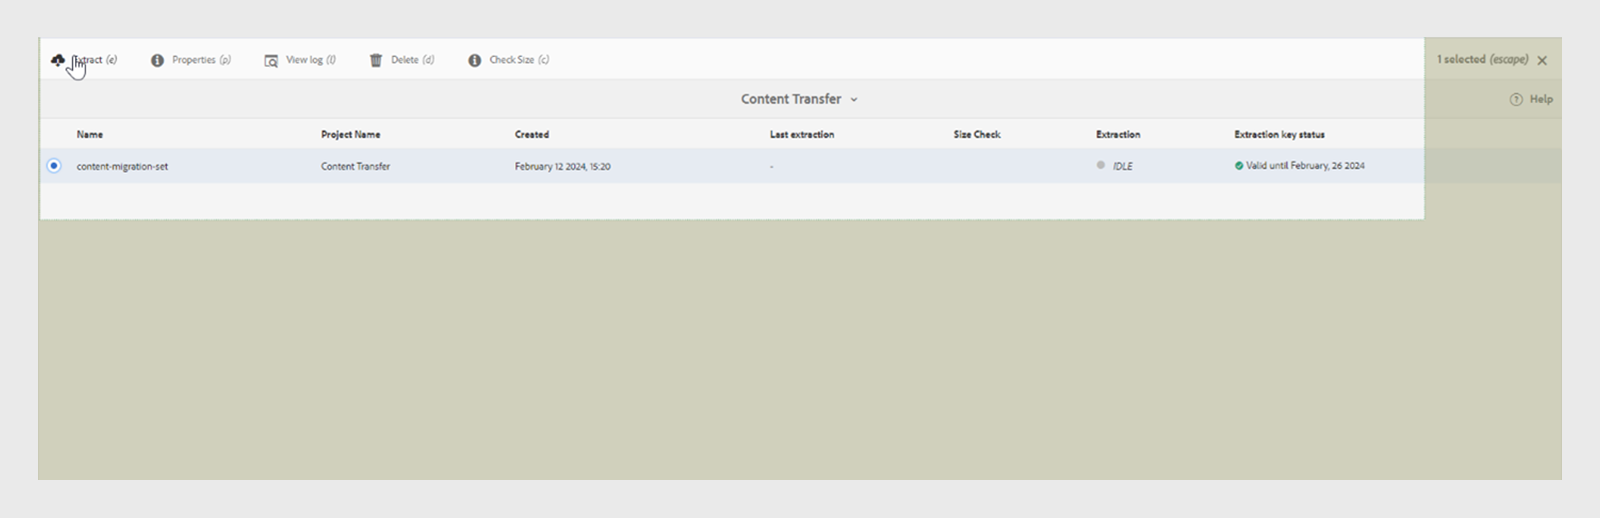 Extract (e) Properties (p) View log (l) Delete (d) Check Size (c) 1 selected (escape)
Content Transfer Help
Name Project Name Created Last extraction Size Check Extraction Extraction key status
content-migration-set Content Transfer February 12 2024, 15:20 - IDLE Valid until February, 26 2024